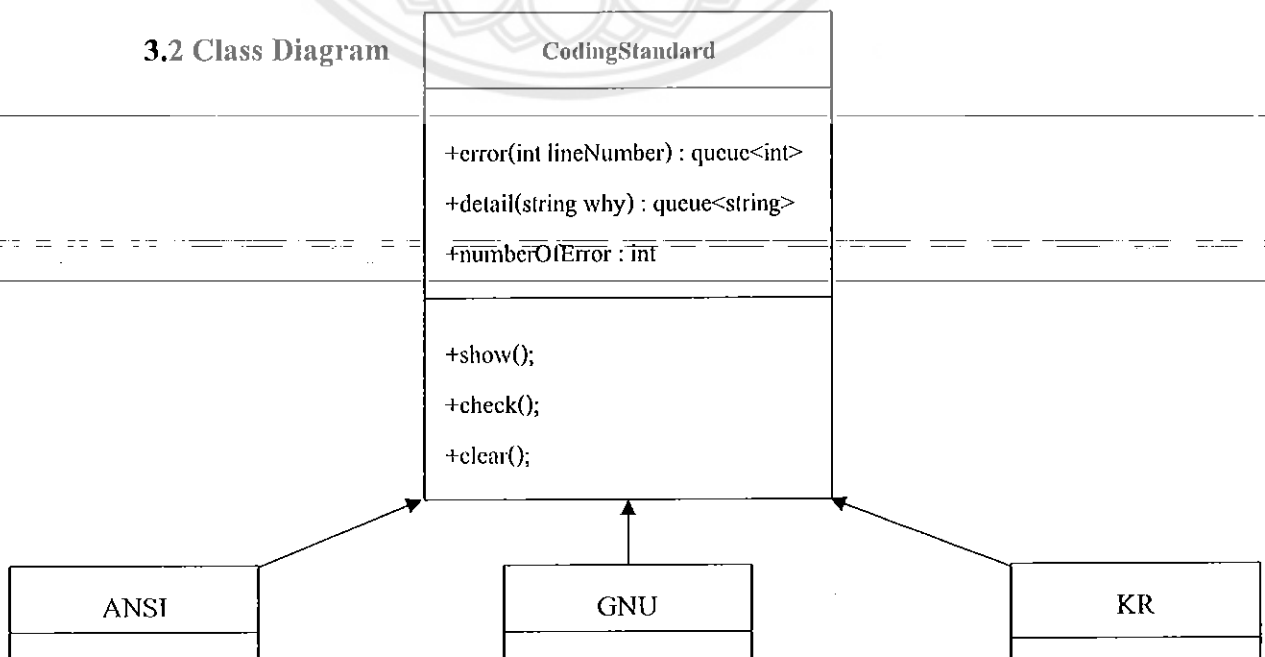 3.2 Class Diagram
CodingStandard
+error(int lineNumber) : queue<int>
+detail(string why) : queue<string>
+numberOfError : int
+show();
+check();
+clear();
ANSI
GNU
KR